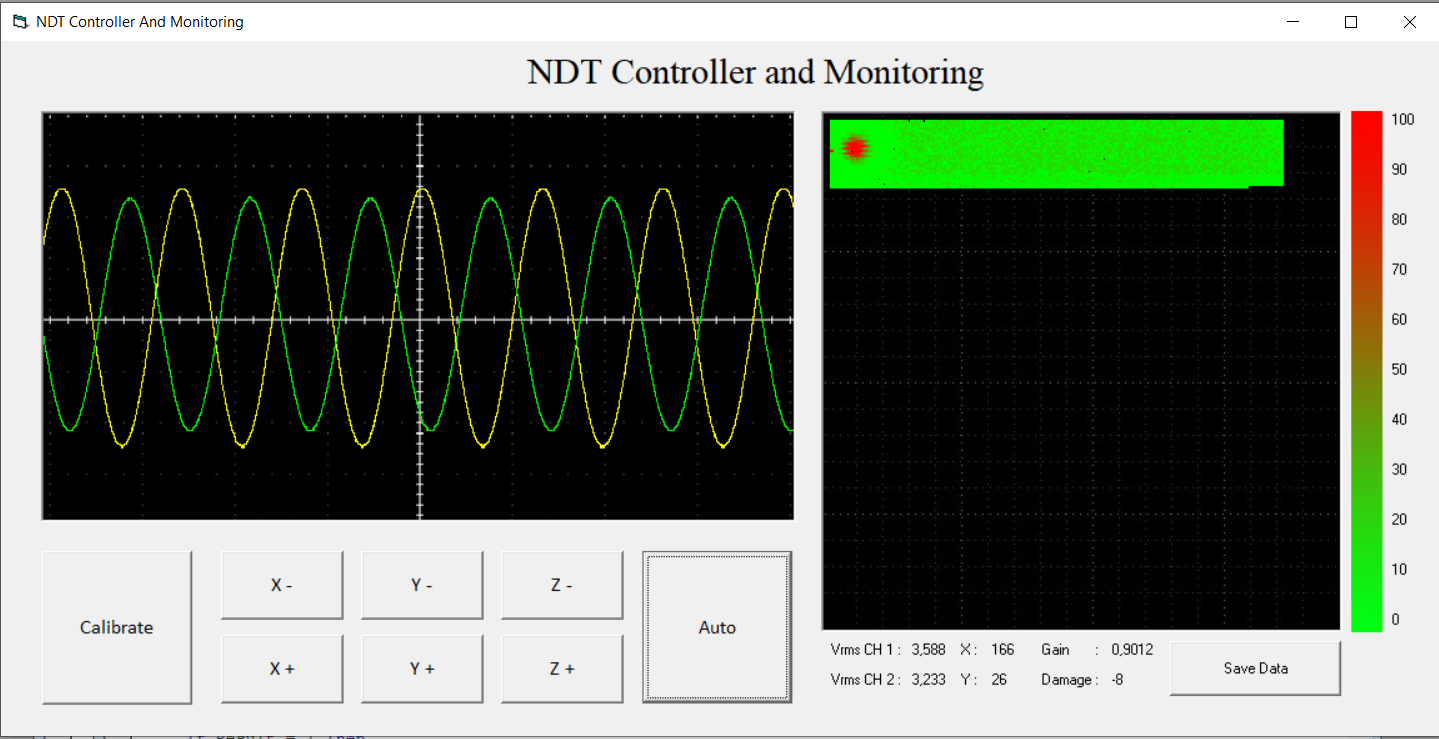 NDT Controller And Monitoring
NDT Controller and Monitoring
100
90
80
70
60
50
40
30
20
10
0
Calibrate
X -
Y -
Z -
X +
Y +
Z +
Auto
Vrms CH 1 : 3,588 X : 166 Gain : 0,9012
Vrms CH 2 : 3,233 Y : 26 Damage : -8
Save Data